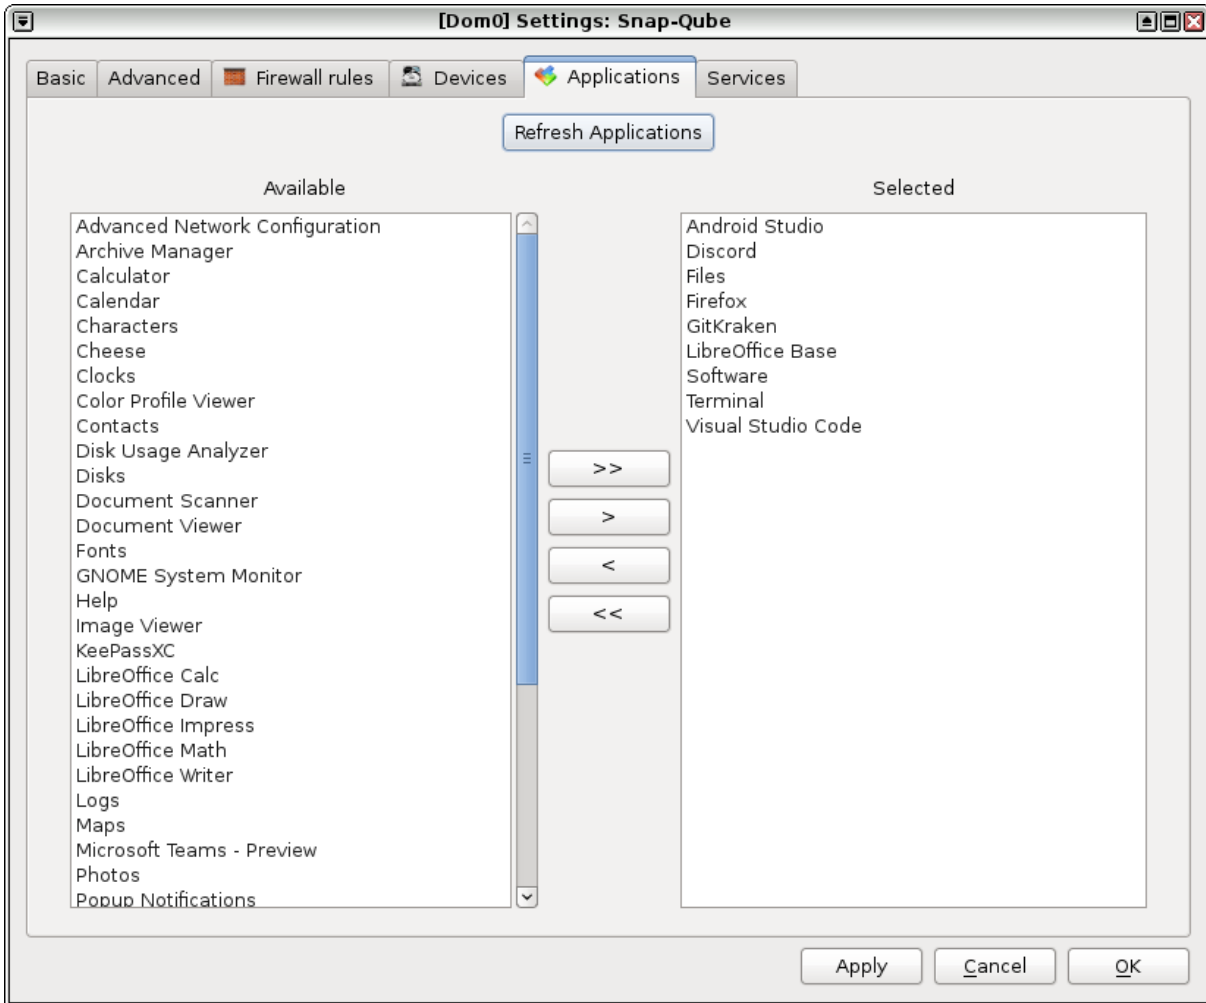 [Dom0] Settings: Snap-Qube
Basic
Advanced
Firewall rules
Devices
Applications
Services
Refresh Applications
Available
Advanced Network Configuration
Archive Manager
Calculator
Calendar
Characters
Cheese
Clocks
Color Profile Viewer
Contacts
Disk Usage Analyzer
Disks
Document Scanner
Document Viewer
Fonts
GNOME System Monitor
Help
Image Viewer
KeePassXC
LibreOffice Calc
LibreOffice Draw
LibreOffice Impress
LibreOffice Math
LibreOffice Writer
Logs
Maps
Microsoft Teams - Preview
Photos
Popup Notifications
>>
>
<
<<
Selected
Android Studio
Discord
Files
Firefox
GitKraken
LibreOffice Base
Software
Terminal
Visual Studio Code
Apply
Cancel
OK